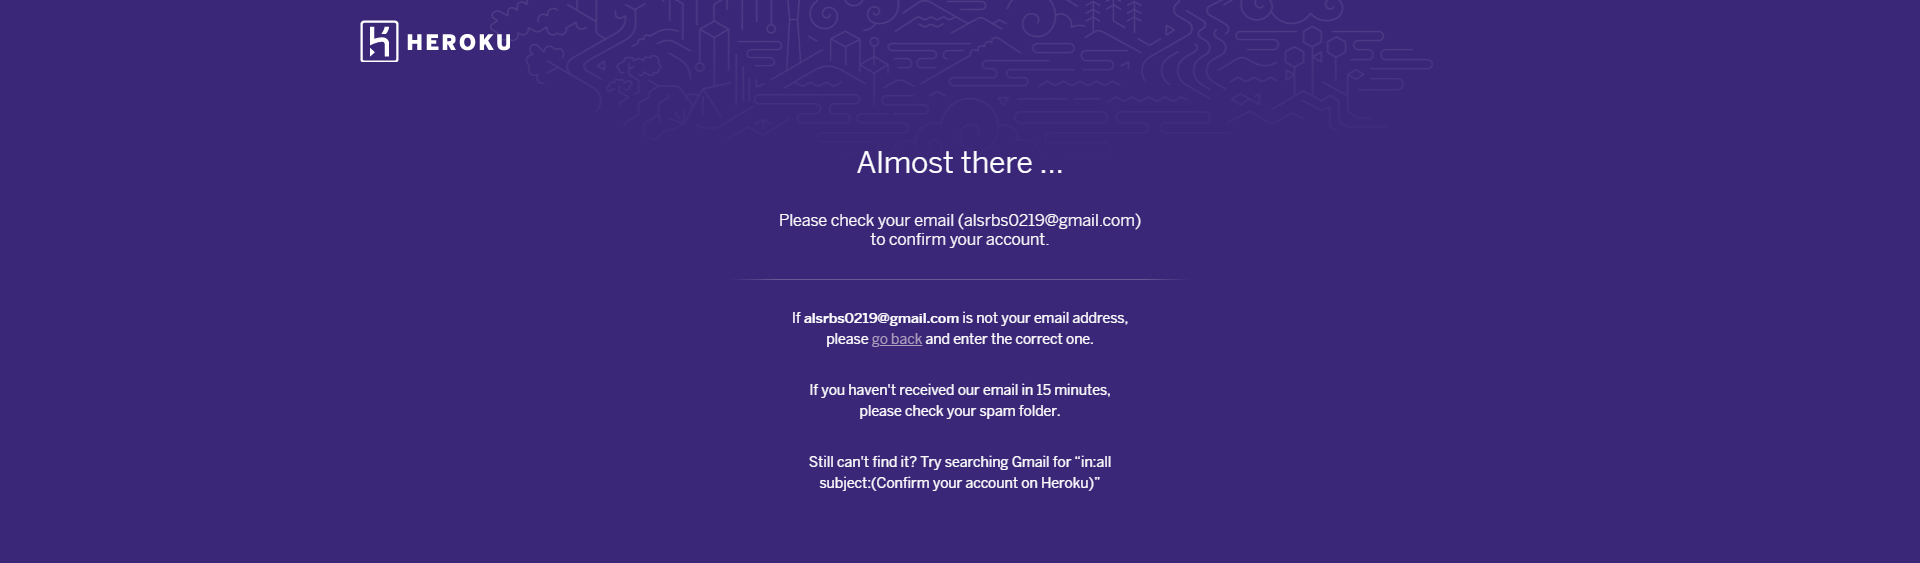 HEROKU
Almost there ...
Please check your email (alsrbs0219@gmail.com)
to confirm your account.
If alsrbs0219@gmail.com is not your email address,
please go back and enter the correct one.
If you haven't received our email in 15 minutes,
please check your spam folder.
Still can't find it? Try searching Gmail for “in:all
subject:(Confirm your account on Heroku)”